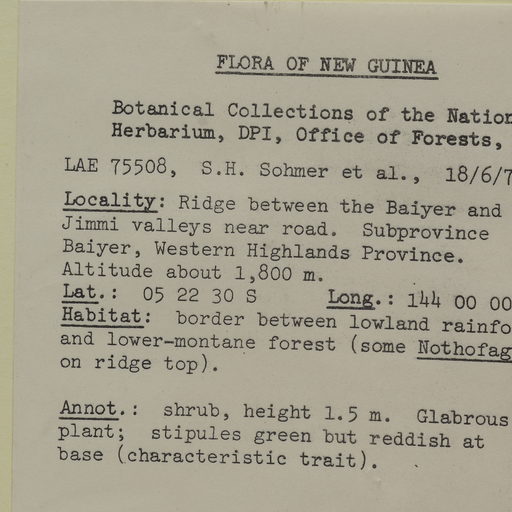 FLORA OF NEW GUINEA
Botanical Collections of the Nation
Herbarium, DPI, Office of Forests,
LAE 75508, S.H. Sohmer et al., 18/6/7
Locality: Ridge between the Baiyer and
Jimmi valleys near road. Subprovince
Baiyer, Western Highlands Province.
Altitude about 1,800 m.
Lat.: 05 22 30 S Long.: 144 00 00
Habitat: border between lowland rainfo
and lower-montane forest (some Nothofag
on ridge top).
Annot.: shrub, height 1.5 m. Glabrous
plant; stipules green but reddish at
base (characteristic trait).